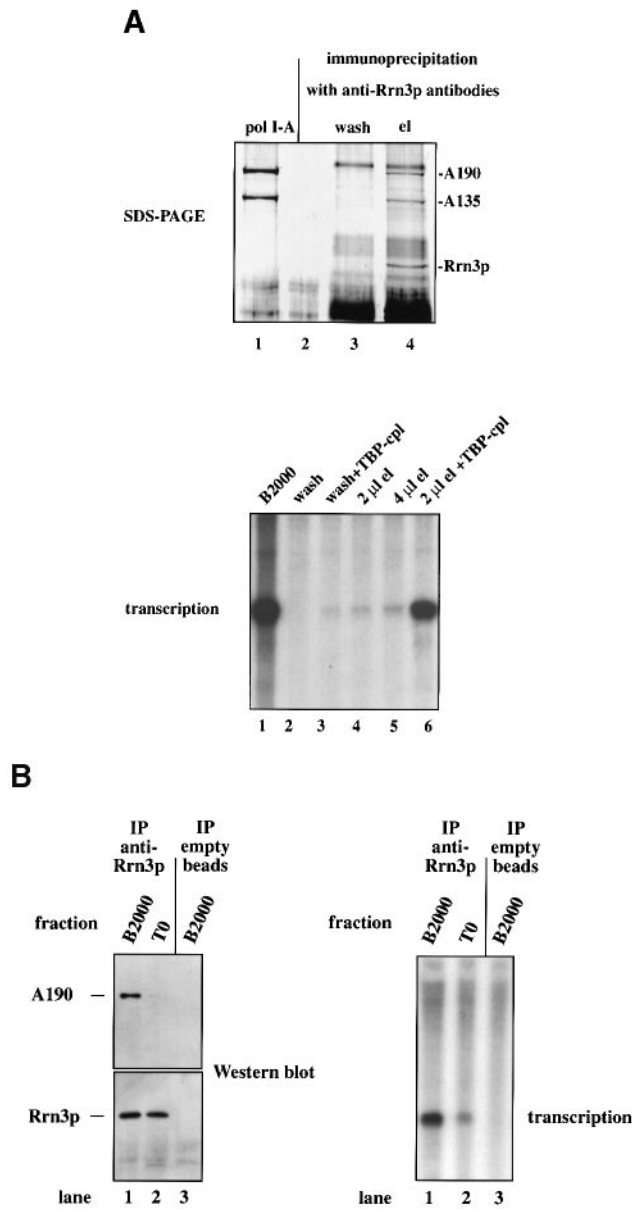 A
immunoprecipitation
with anti-Rrn3p antibodies
pol I-A wash el
-A190
-A135
SDS-PAGE
-Rrn3p
1 2 3 4
B2000 wash wash+TBP-cpl 2 μl el 4 μl el 2 μl el +TBP-cpl
transcription
1 2 3 4 5 6
B
IP anti-Rrn3p IP empty beads
fraction B2000 T0 B2000
A190 —
Western blot
Rrn3p —
lane 1 2 3
IP anti-Rrn3p IP empty beads
fraction B2000 T0 B2000
transcription
lane 1 2 3